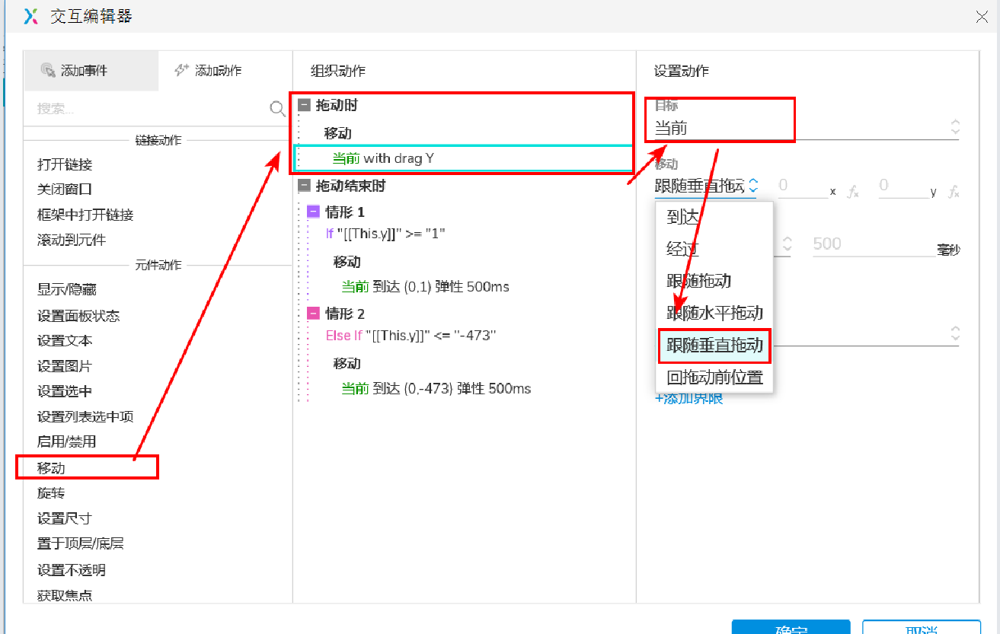 交互编辑器
添加事件
添加动作
搜索...
链接动作
打开链接
关闭窗口
框架中打开链接
滚动到元件
元件动作
显示/隐藏
设置面板状态
设置文本
设置图片
设置选中
设置列表选中项
启用/禁用
移动
旋转
设置尺寸
置于顶层/底层
设置不透明
获取焦点
组织动作
拖动时
移动
当前 with drag Y
拖动结束时
情形 1
If "[[This.y]]" >= "1"
移动
当前 到达 (0,1) 弹性 500ms
情形 2
Else If "[[This.y]]" <= "-473"
移动
当前 到达 (0,-473) 弹性 500ms
设置动作
目标
当前
移动
跟随垂直拖动
0 x fx 0 y fx
到达
经过
500 毫秒
跟随拖动
跟随水平拖动
跟随垂直拖动
回拖动前位置
+添加界限
确定
取消